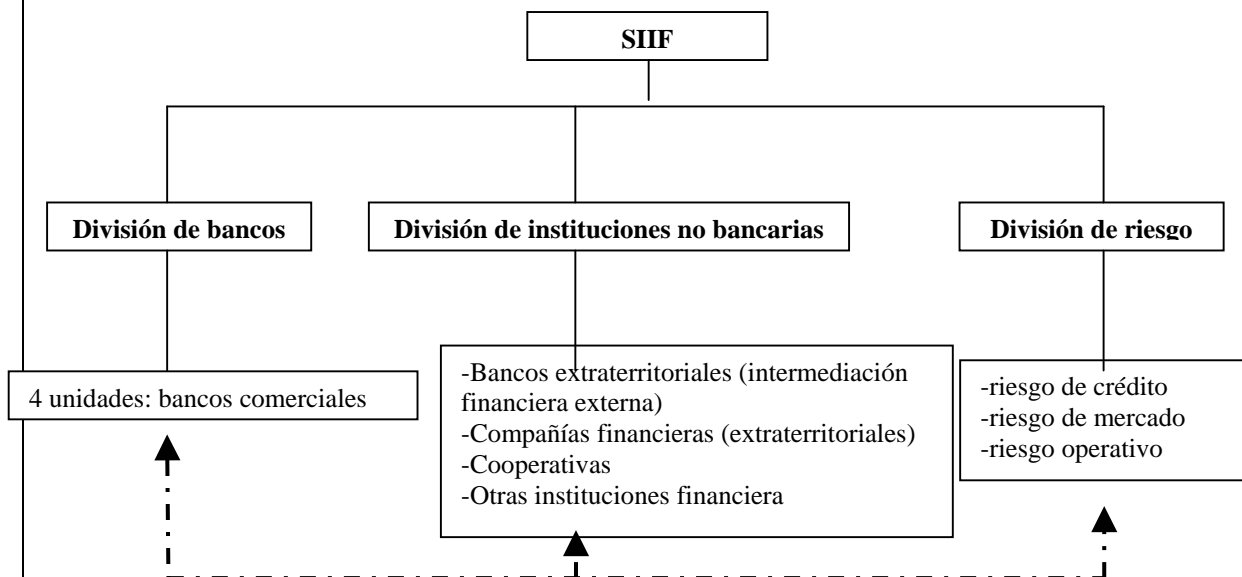 SIIF
División de bancos
División de instituciones no bancarias
División de riesgo
4 unidades: bancos comerciales
-Bancos extraterritoriales (intermediación
financiera externa)
-Compañías financieras (extraterritoriales)
-Cooperativas
-Otras instituciones financiera
-riesgo de crédito
-riesgo de mercado
-riesgo operativo